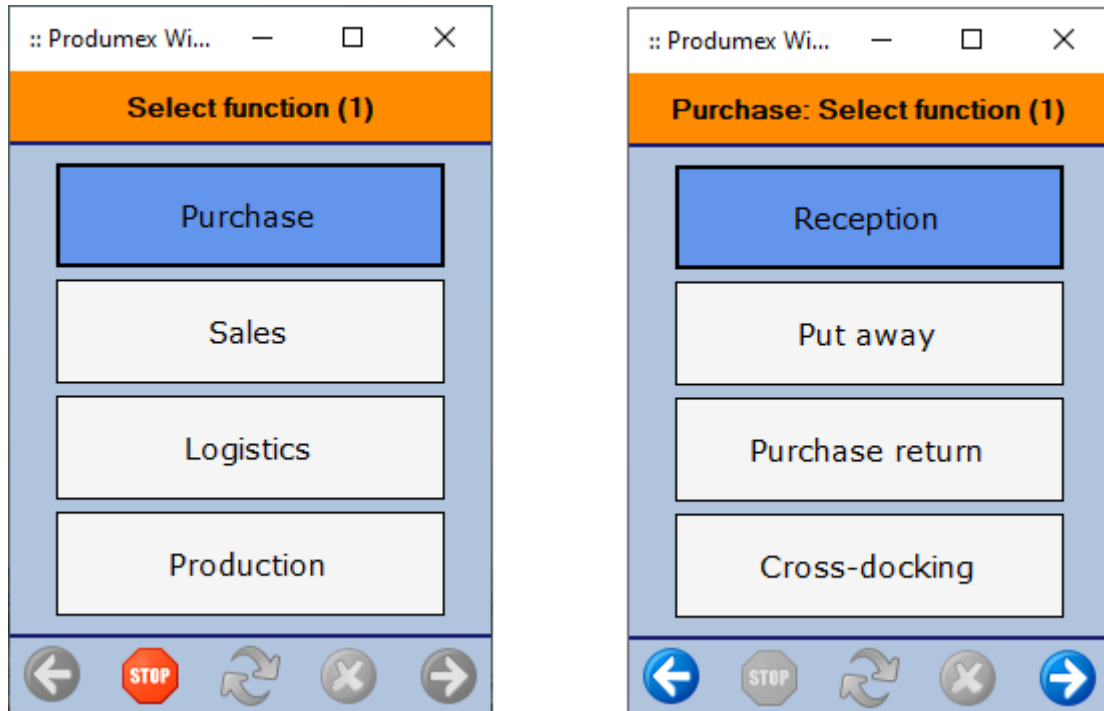 :: Produmex Wi...
Select function (1)
Purchase
Sales
Logistics
Production
STOP
:: Produmex Wi...
Purchase: Select function (1)
Reception
Put away
Purchase return
Cross-docking
STOP